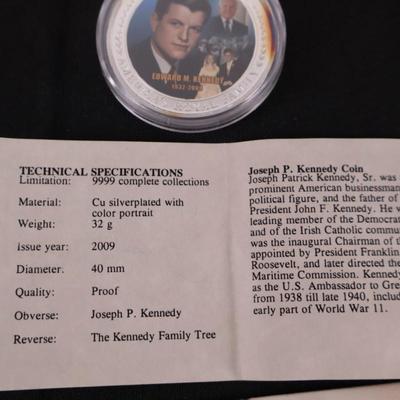 EDWARD M. KENNEDY
1932-2009
AMERICA'S ROYAL FAMILY
TECHNICAL SPECIFICATIONS
Limitation: 9999 complete collections
Material: Cu silverplated with
color portrait
Weight: 32 g
issue year: 2009
Diameter: 40 mm
Quality: Proof
Obverse: Joseph P. Kennedy
Reverse: The Kennedy Family Tree
Joseph P. Kennedy Coin
Joseph Patrick Kennedy, Sr. was
prominent American businessman
political figure, and the father of
President John F. Kennedy. He w
leading member of the Democrat
and of the Irish Catholic commu
was the inaugural Chairman of t
appointed by President Franklin
Roosevelt, and later directed the
Maritime Commission. Kennedy
as the U.S. Ambassador to Gre
from 1938 till late 1940, includ
early part of World War 11.